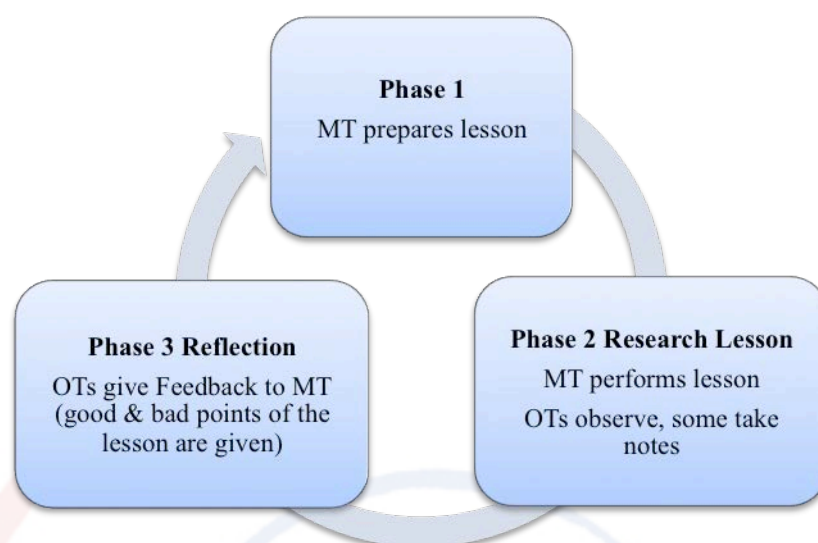 Phase 1
MT prepares lesson
Phase 2 Research Lesson
MT performs lesson
OTs observe, some take
notes
Phase 3 Reflection
OTs give Feedback to MT
(good & bad points of the
lesson are given)